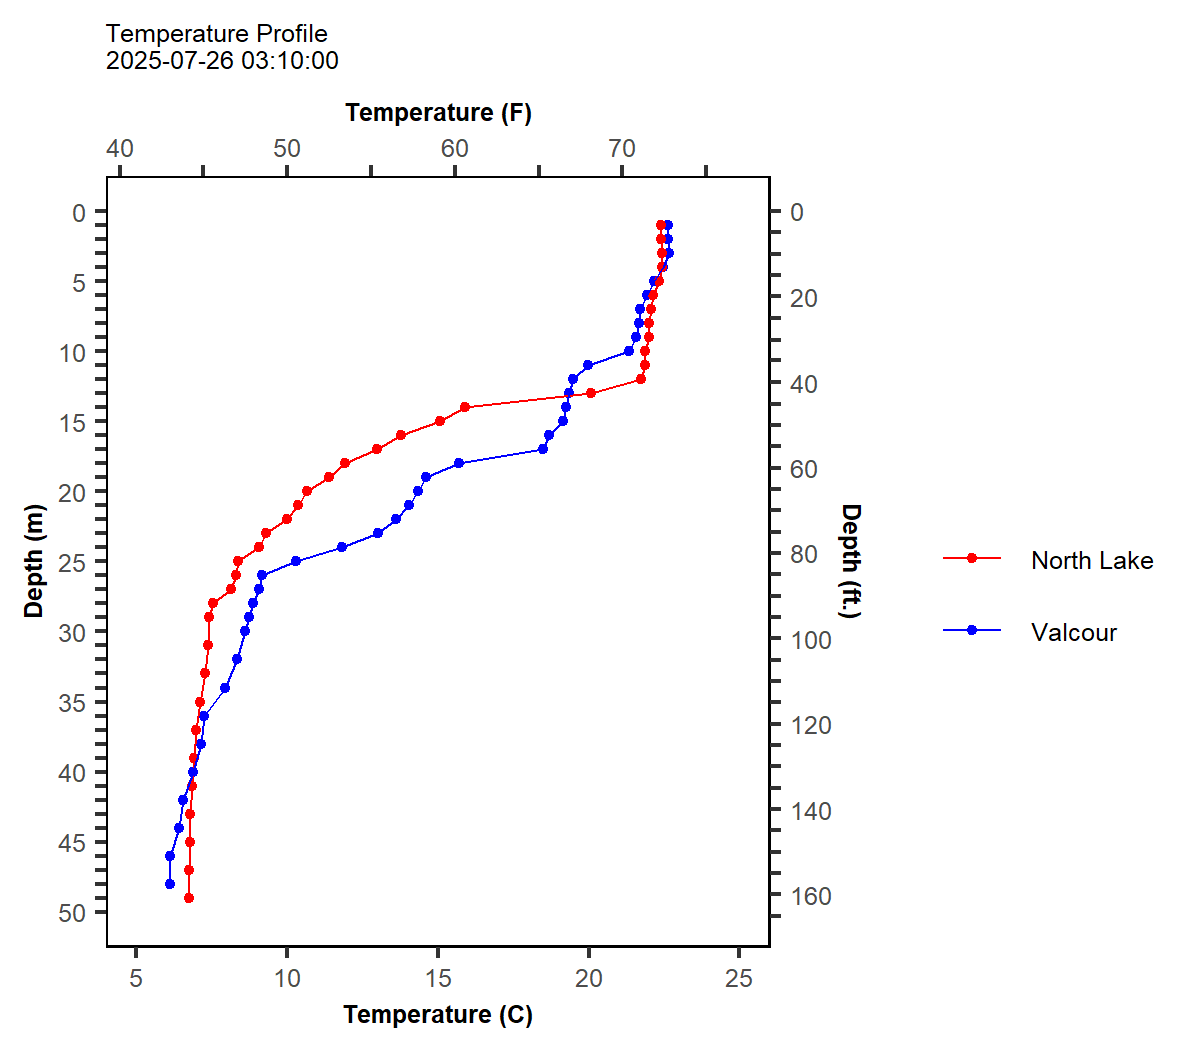 Temperature Profile
2025-07-26 03:10:00
Temperature (F)
40 50 60 70
0
5
10
15
20
25
30
35
40
45
50
Depth (m)
0
20
40
60
80
100
120
140
160
Depth (ft.)
North Lake
Valcour
5 10 15 20 25
Temperature (C)